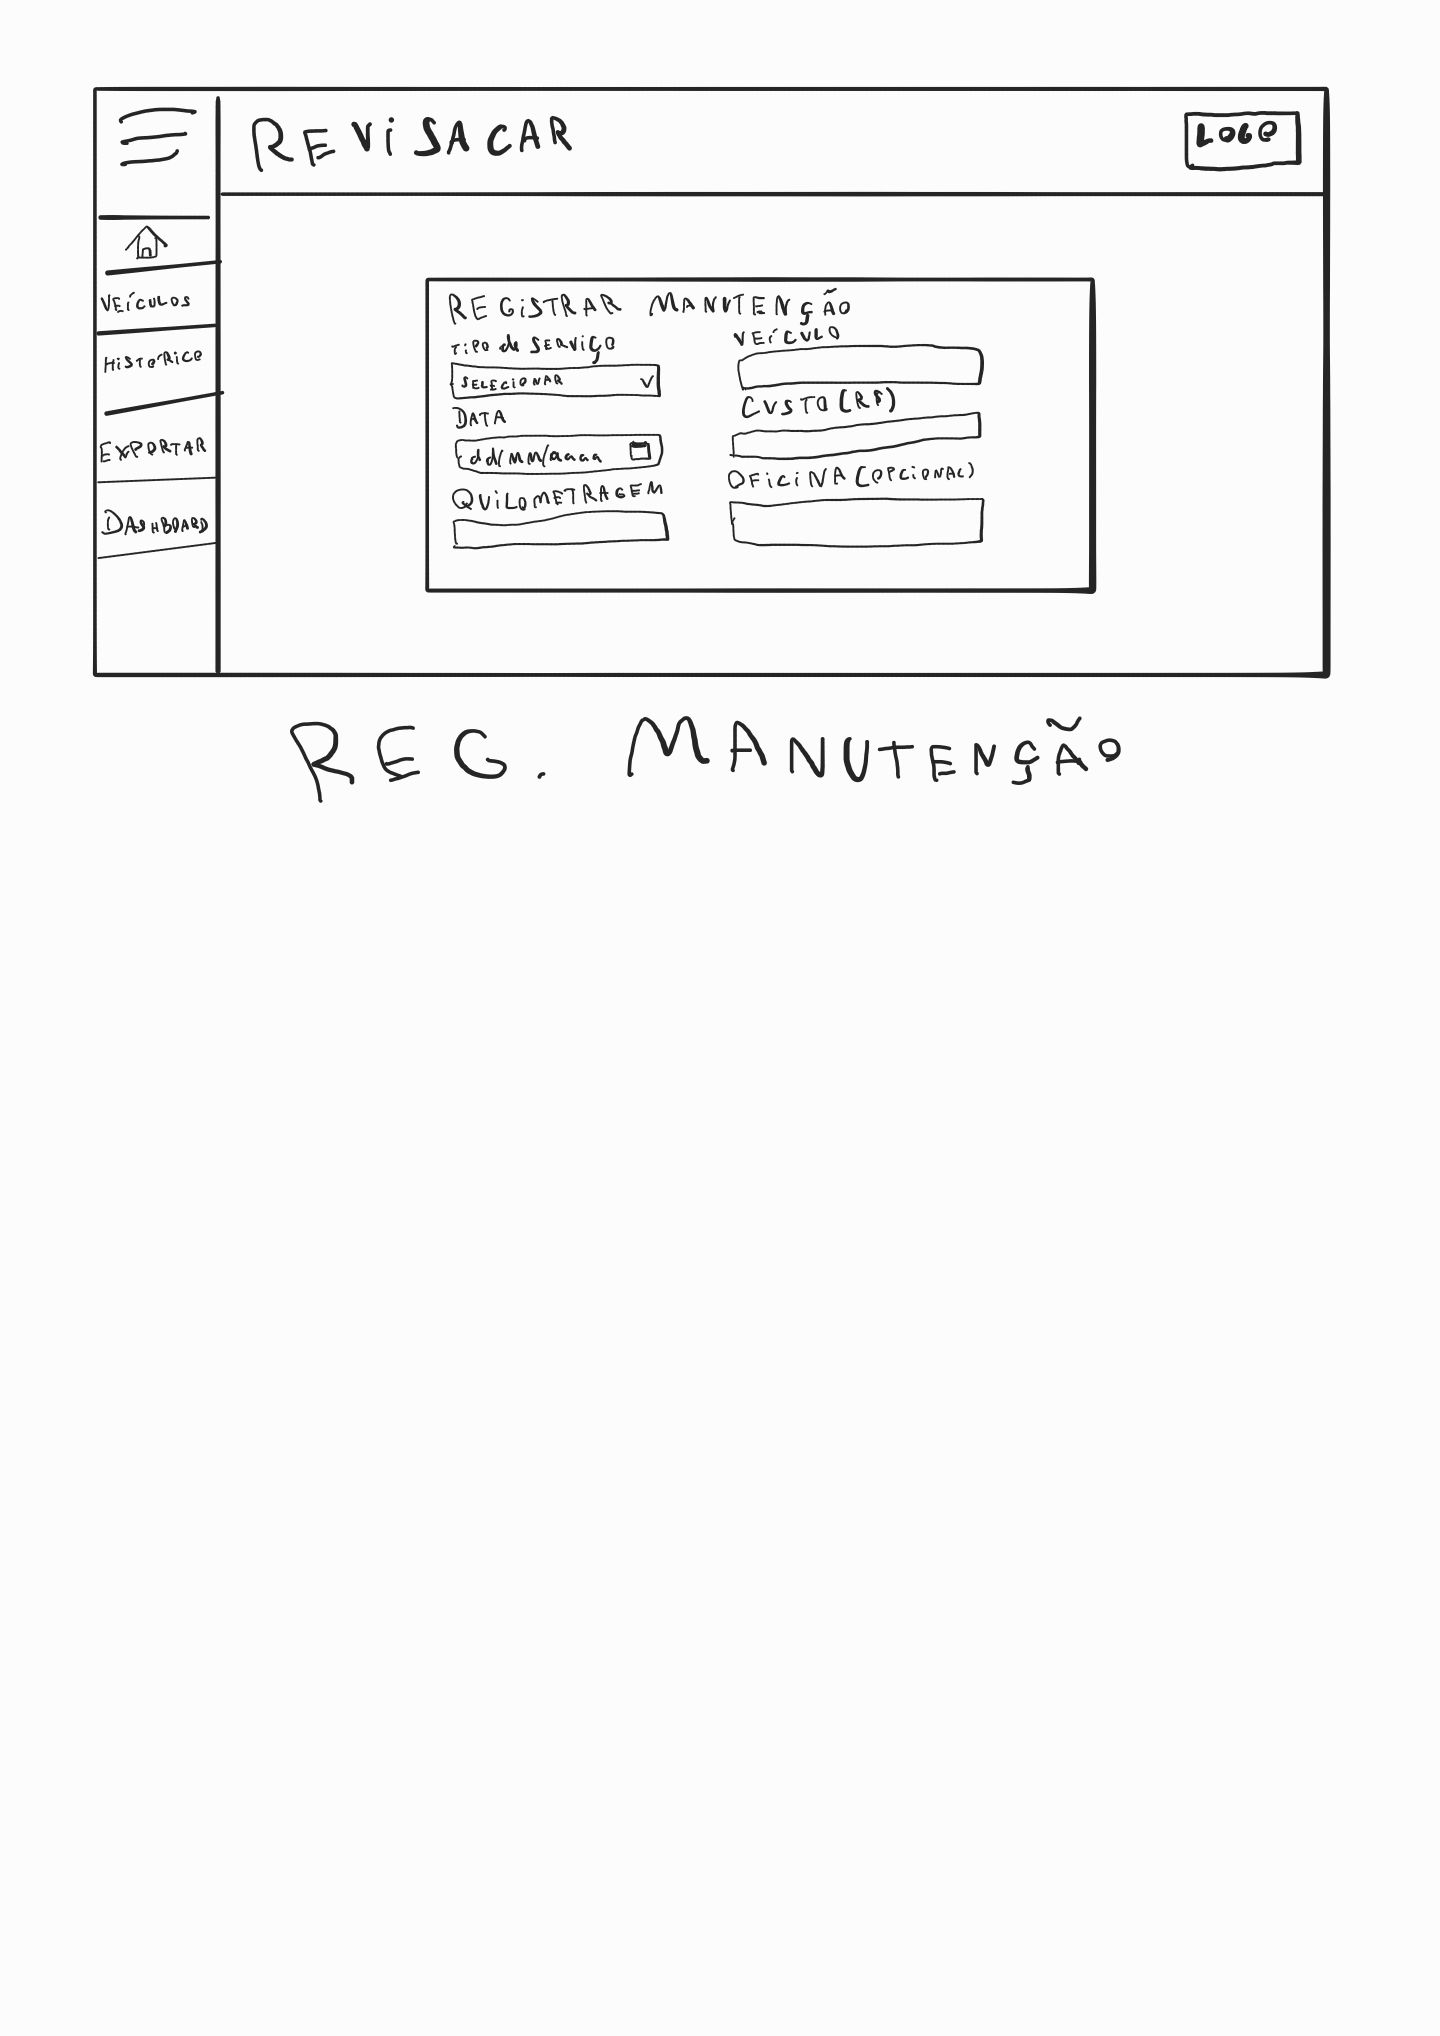 REVISACAR
LOGO
VEÍCULOS
HISTÓRICO
EXPORTAR
DASHBOARD
REGISTRAR MANUTENÇÃO
TIPO de SERVIÇO
SELECIONAR
DATA
dd/mm/aaaa
QUILOMETRAGEM
VEÍCULO
CUSTO (R$)
OFICINA (OPCIONAL)
REG. MANUTENÇÃO